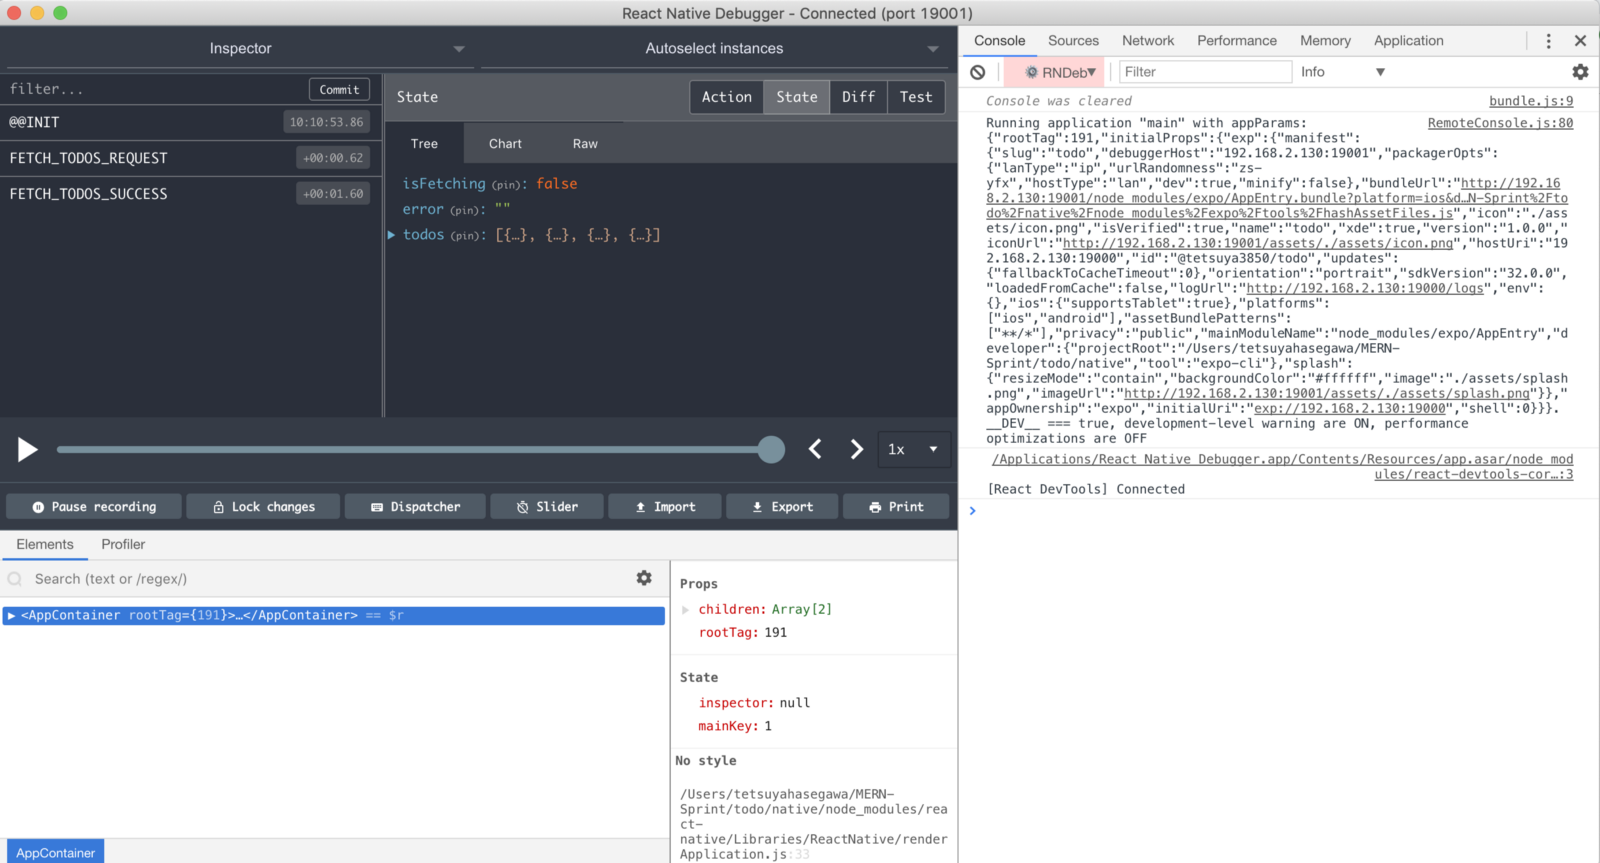 React Native Debugger - Connected (port 19001)
Inspector
Autoselect instances
filter...
Commit
@@INIT
10:10:53.86
FETCH_TODOS_REQUEST
+00:00.62
FETCH_TODOS_SUCCESS
+00:01.60
State
Action
State
Diff
Test
Tree
Chart
Raw
isFetching (pin): false
error (pin): ""
▶ todos (pin): [{…}, {…}, {…}, {…}]
1x
Pause recording
Lock changes
Dispatcher
Slider
Import
Export
Print
Elements
Profiler
Search (text or /regex/)
▶ <AppContainer rootTag={191}>…</AppContainer> == $r
AppContainer
Props
▶ children: Array[2]
rootTag: 191
State
inspector: null
mainKey: 1
No style
/Users/tetsuyahasegawa/MERN-
Sprint/todo/native/node_modules/rea
ct-
native/Libraries/ReactNative/render
Application.js:33
Console
Sources
Network
Performance
Memory
Application
RNDeb▼
Filter
Info ▼
Console was cleared
bundle.js:9
Running application "main" with appParams:
RemoteConsole.js:80
{"rootTag":191,"initialProps":{"exp":{"manifest":
{"slug":"todo","debuggerHost":"192.168.2.130:19001","packagerOpts":
{"lanType":"ip","urlRandomness":"zs-
yfx","hostType":"lan","dev":true,"minify":false},"bundleUrl":"http://192.16
8.2.130:19001/node_modules/expo/AppEntry.bundle?platform=ios&d…N-Sprint%2Fto
do%2Fnative%2Fnode_modules%2Fexpo%2Ftools%2FhashAssetFiles.js","icon":"./ass
ets/icon.png","isVerified":true,"name":"todo","xde":true,"version":"1.0.0","
iconUrl":"http://192.168.2.130:19001/assets/./assets/icon.png","hostUri":"19
2.168.2.130:19000","id":"@tetsuya3850/todo","updates":
{"fallbackToCacheTimeout":0},"orientation":"portrait","sdkVersion":"32.0.0",
"loadedFromCache":false,"logUrl":"http://192.168.2.130:19000/logs","env":
{},"ios":{"supportsTablet":true},"platforms":
["ios","android"],"assetBundlePatterns":
["**/*"],"privacy":"public","mainModuleName":"node_modules/expo/AppEntry","d
eveloper":{"projectRoot":"/Users/tetsuyahasegawa/MERN-
Sprint/todo/native","tool":"expo-cli"},"splash":
{"resizeMode":"contain","backgroundColor":"#ffffff","image":"./assets/splash
.png","imageUrl":"http://192.168.2.130:19001/assets/./assets/splash.png"}},"
appOwnership":"expo","initialUri":"exp://192.168.2.130:19000","shell":0}}}.
__DEV__ === true, development-level warning are ON, performance
optimizations are OFF
/Applications/React Native Debugger.app/Contents/Resources/app.asar/node_mod
ules/react-devtools-cor…:3
[React DevTools] Connected